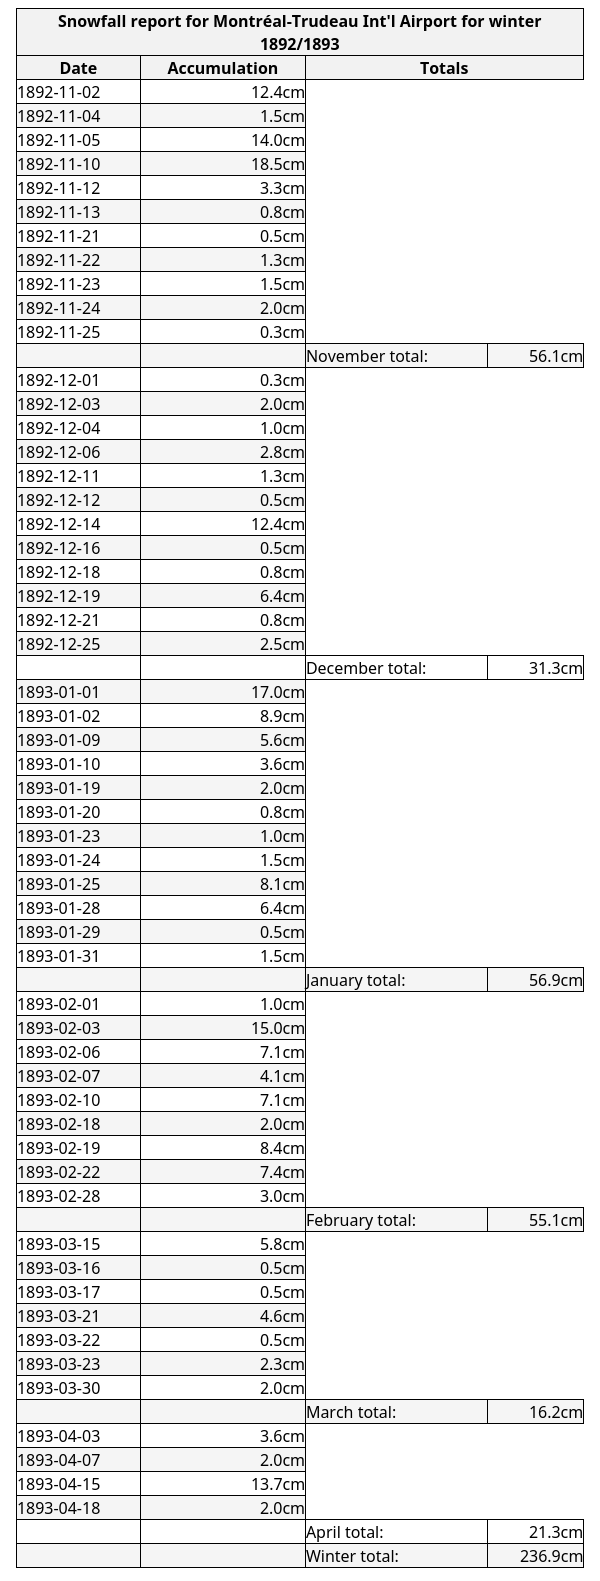 Snowfall report for Montréal-Trudeau Int'l Airport for winter
1892/1893
Date Accumulation Totals
1892-11-02 12.4cm
1892-11-04 1.5cm
1892-11-05 14.0cm
1892-11-10 18.5cm
1892-11-12 3.3cm
1892-11-13 0.8cm
1892-11-21 0.5cm
1892-11-22 1.3cm
1892-11-23 1.5cm
1892-11-24 2.0cm
1892-11-25 0.3cm
November total: 56.1cm
1892-12-01 0.3cm
1892-12-03 2.0cm
1892-12-04 1.0cm
1892-12-06 2.8cm
1892-12-11 1.3cm
1892-12-12 0.5cm
1892-12-14 12.4cm
1892-12-16 0.5cm
1892-12-18 0.8cm
1892-12-19 6.4cm
1892-12-21 0.8cm
1892-12-25 2.5cm
December total: 31.3cm
1893-01-01 17.0cm
1893-01-02 8.9cm
1893-01-09 5.6cm
1893-01-10 3.6cm
1893-01-19 2.0cm
1893-01-20 0.8cm
1893-01-23 1.0cm
1893-01-24 1.5cm
1893-01-25 8.1cm
1893-01-28 6.4cm
1893-01-29 0.5cm
1893-01-31 1.5cm
January total: 56.9cm
1893-02-01 1.0cm
1893-02-03 15.0cm
1893-02-06 7.1cm
1893-02-07 4.1cm
1893-02-10 7.1cm
1893-02-18 2.0cm
1893-02-19 8.4cm
1893-02-22 7.4cm
1893-02-28 3.0cm
February total: 55.1cm
1893-03-15 5.8cm
1893-03-16 0.5cm
1893-03-17 0.5cm
1893-03-21 4.6cm
1893-03-22 0.5cm
1893-03-23 2.3cm
1893-03-30 2.0cm
March total: 16.2cm
1893-04-03 3.6cm
1893-04-07 2.0cm
1893-04-15 13.7cm
1893-04-18 2.0cm
April total: 21.3cm
Winter total: 236.9cm